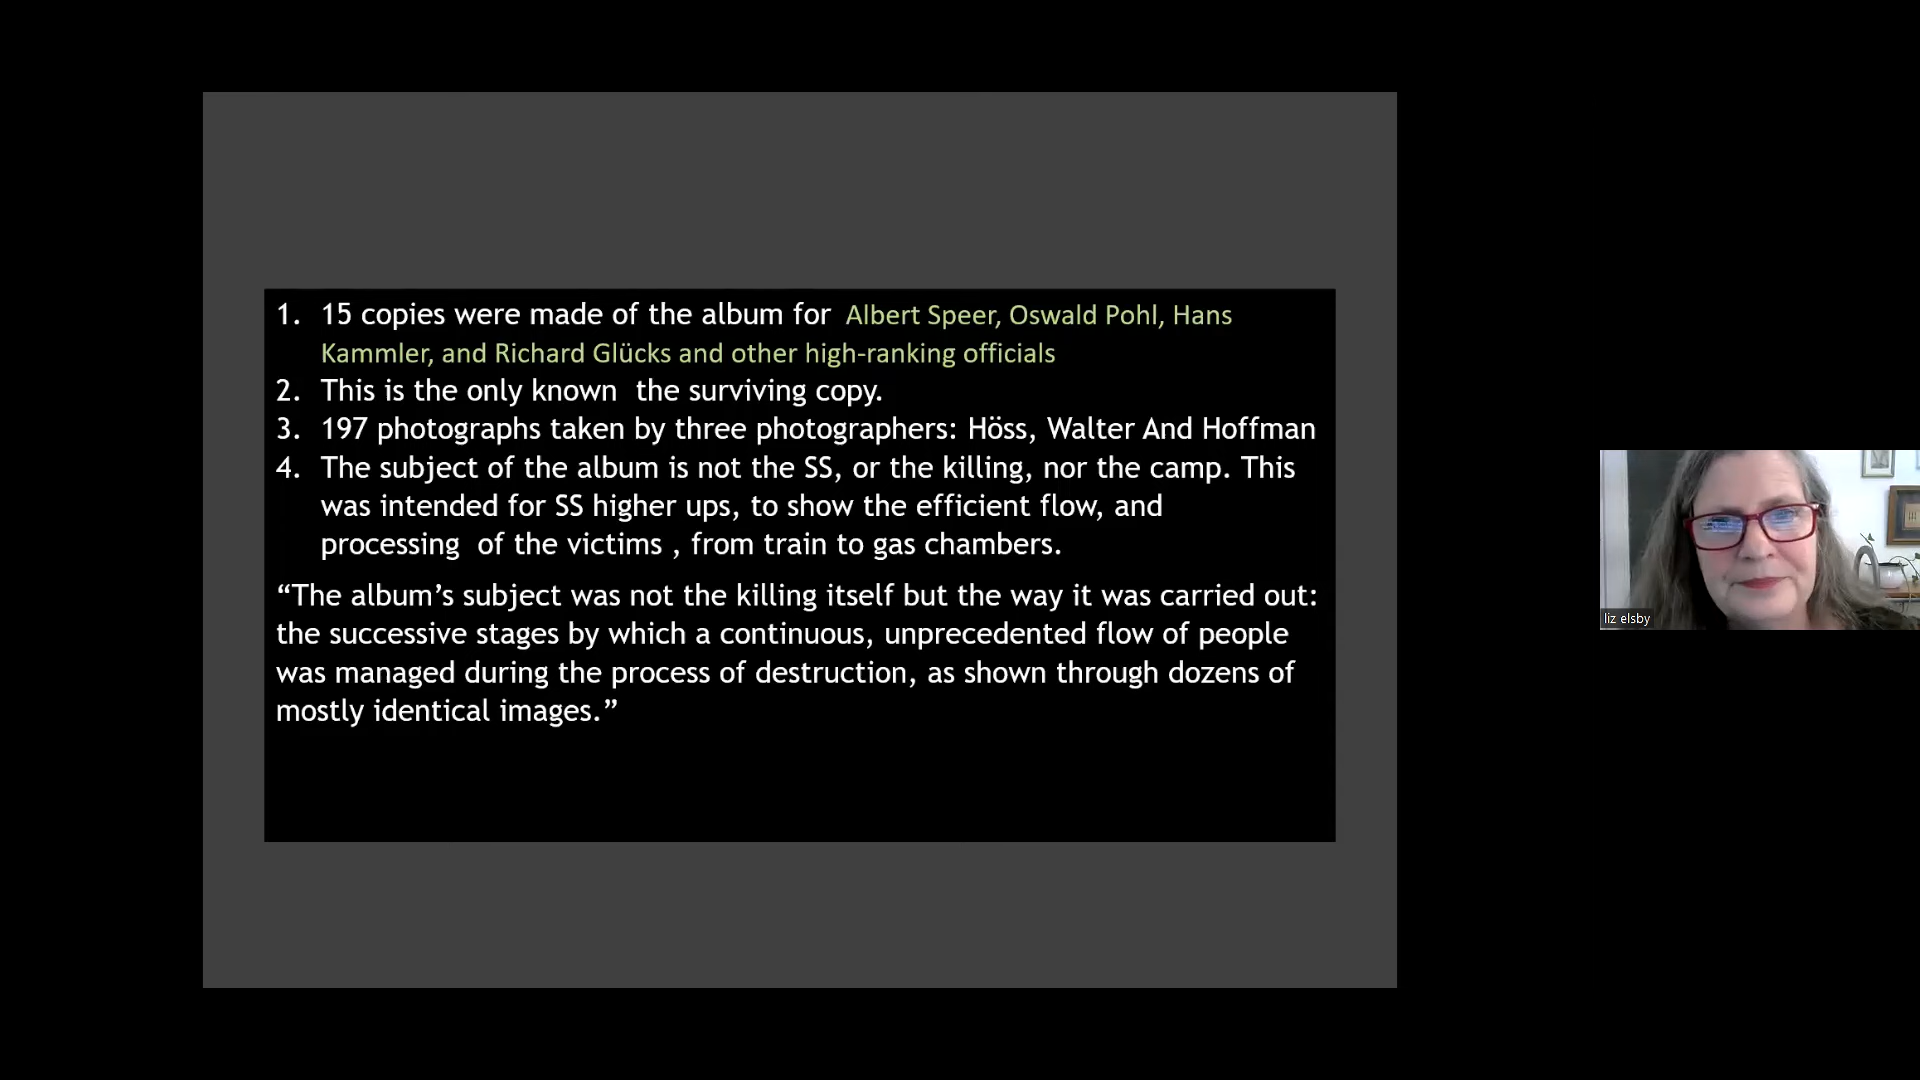 1. 15 copies were made of the album for Albert Speer, Oswald Pohl, Hans
Kammler, and Richard Glücks and other high-ranking officials
2. This is the only known the surviving copy.
3. 197 photographs taken by three photographers: Höss, Walter And Hoffman
4. The subject of the album is not the SS, or the killing, nor the camp. This
was intended for SS higher ups, to show the efficient flow, and
processing of the victims , from train to gas chambers.
“The album’s subject was not the killing itself but the way it was carried out:
the successive stages by which a continuous, unprecedented flow of people
was managed during the process of destruction, as shown through dozens of
mostly identical images.”
liz elsby